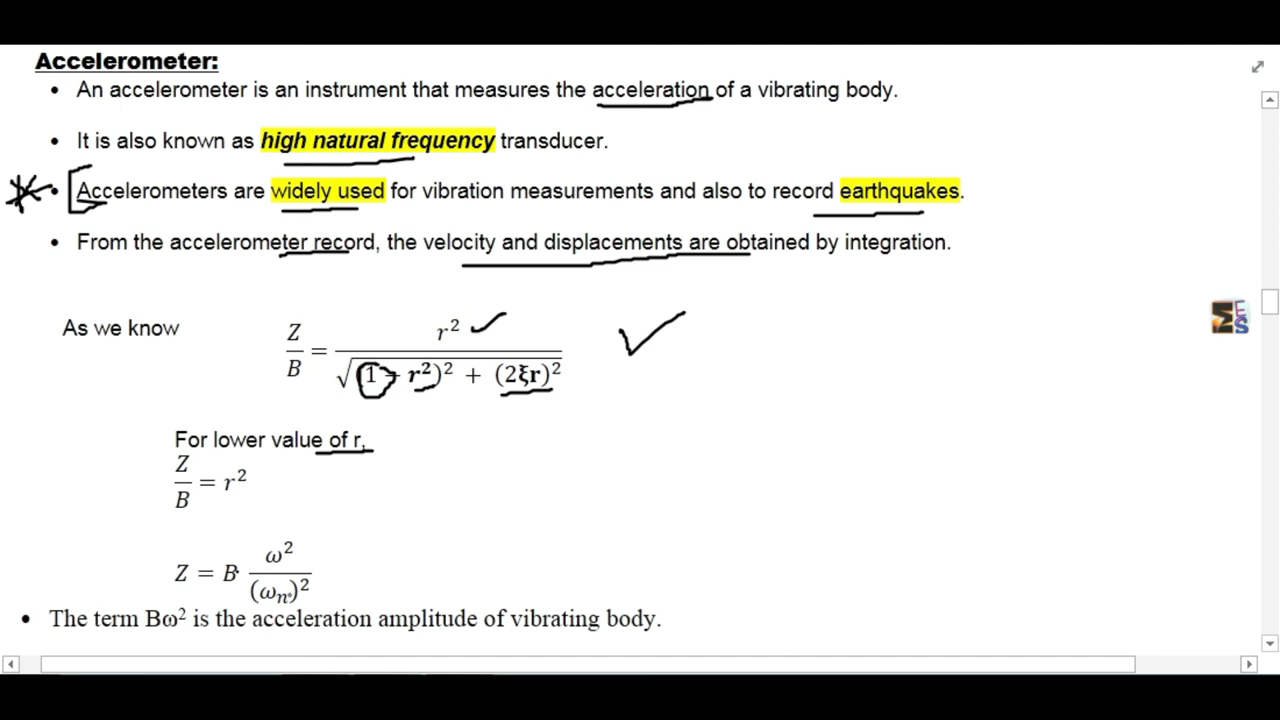 Accelerometer:
• An accelerometer is an instrument that measures the acceleration of a vibrating body.
• It is also known as high natural frequency transducer.
• Accelerometers are widely used for vibration measurements and also to record earthquakes.
• From the accelerometer record, the velocity and displacements are obtained by integration.
As we know Z/B = r²/√(1 - r²)² + (2ξr)²
MES
For lower value of r,
Z/B = r²
Z = B ω²/(ωn)²
• The term Bω² is the acceleration amplitude of vibrating body.